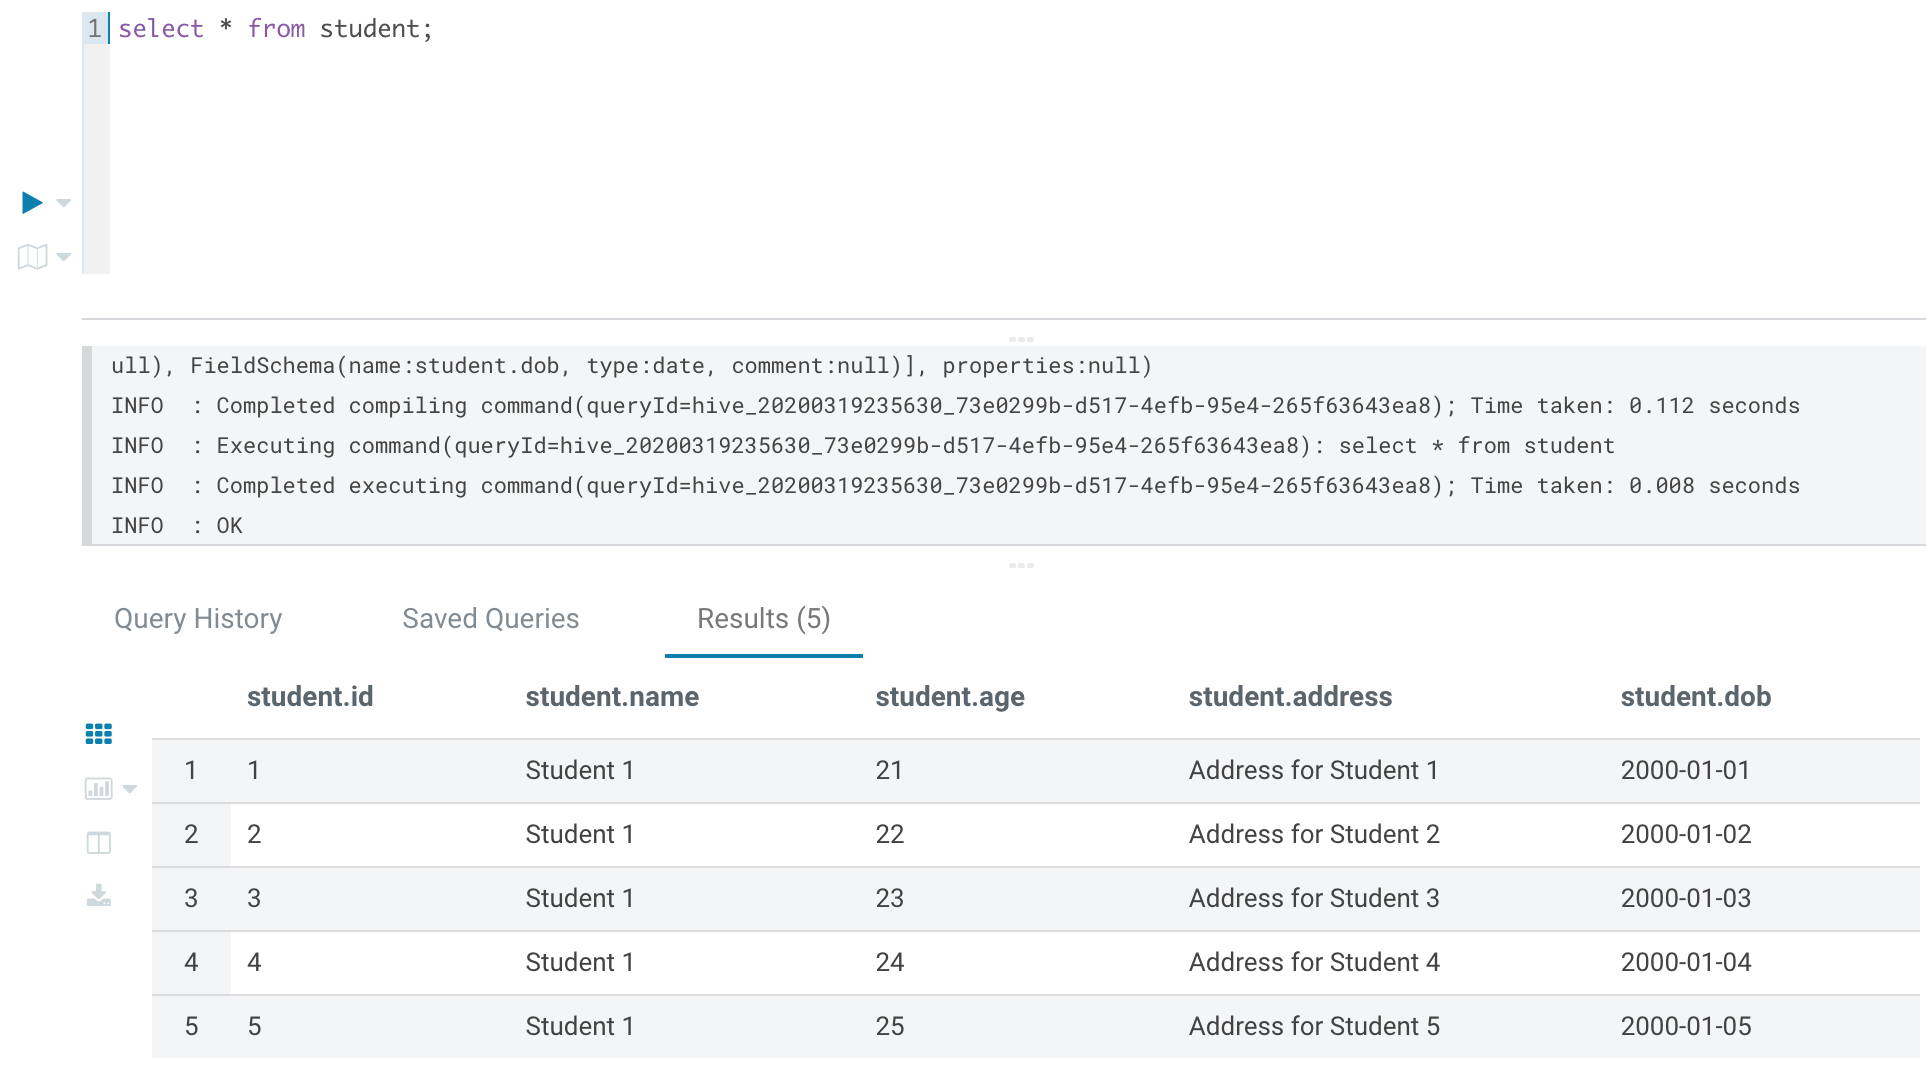 1 select * from student;
ull), FieldSchema(name:student.dob, type:date, comment:null)], properties:null)
INFO  : Completed compiling command(queryId=hive_20200319235630_73e0299b-d517-4efb-95e4-265f63643ea8); Time taken: 0.112 seconds
INFO  : Executing command(queryId=hive_20200319235630_73e0299b-d517-4efb-95e4-265f63643ea8): select * from student
INFO  : Completed executing command(queryId=hive_20200319235630_73e0299b-d517-4efb-95e4-265f63643ea8); Time taken: 0.008 seconds
INFO  : OK
Query History Saved Queries Results (5)
student.id student.name student.age student.address student.dob
1 1 Student 1 21 Address for Student 1 2000-01-01
2 2 Student 1 22 Address for Student 2 2000-01-02
3 3 Student 1 23 Address for Student 3 2000-01-03
4 4 Student 1 24 Address for Student 4 2000-01-04
5 5 Student 1 25 Address for Student 5 2000-01-05